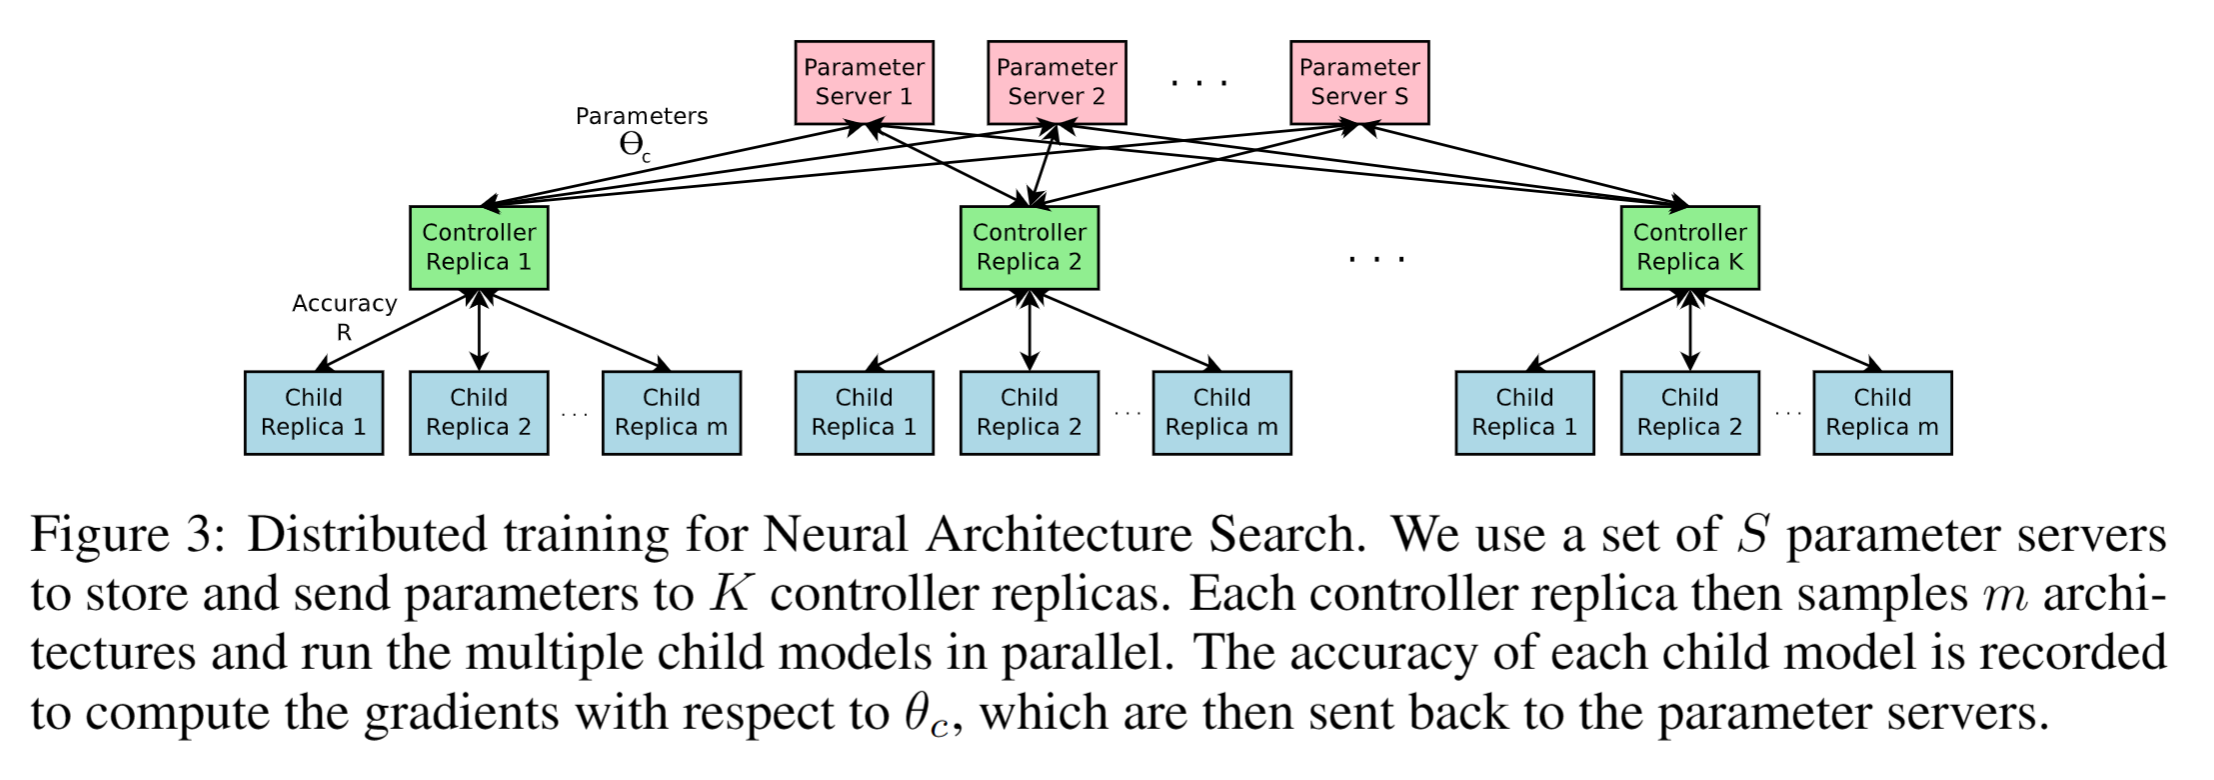 Parameter
Server 1
Parameter
Server 2
. . .
Parameter
Server S
Parameters
Θc
Controller
Replica 1
Controller
Replica 2
. . .
Controller
Replica K
Accuracy
R
Child
Replica 1
Child
Replica 2
. . .
Child
Replica m
Child
Replica 1
Child
Replica 2
. . .
Child
Replica m
Child
Replica 1
Child
Replica 2
. . .
Child
Replica m
Figure 3: Distributed training for Neural Architecture Search. We use a set of S parameter servers
to store and send parameters to K controller replicas. Each controller replica then samples m archi-
tectures and run the multiple child models in parallel. The accuracy of each child model is recorded
to compute the gradients with respect to θc, which are then sent back to the parameter servers.